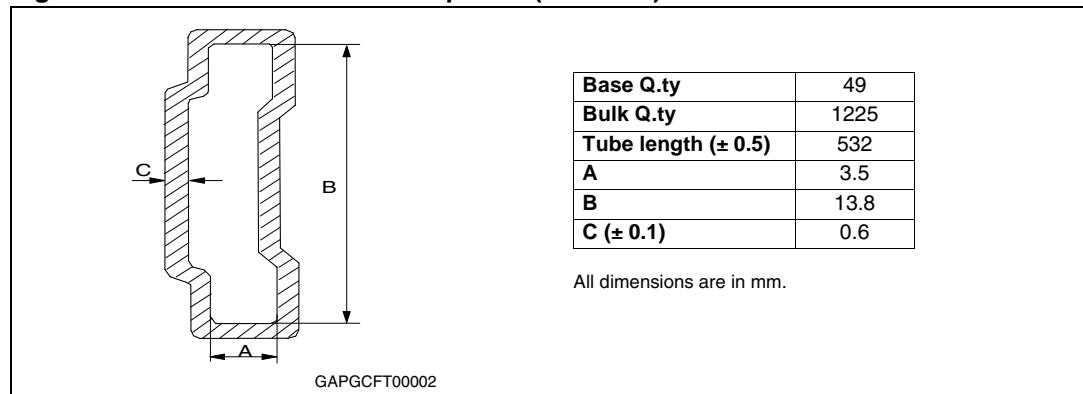 C
B
A
GAPGCFT00002
Base Q.ty 49
Bulk Q.ty 1225
Tube length (± 0.5) 532
A 3.5
B 13.8
C (± 0.1) 0.6
All dimensions are in mm.